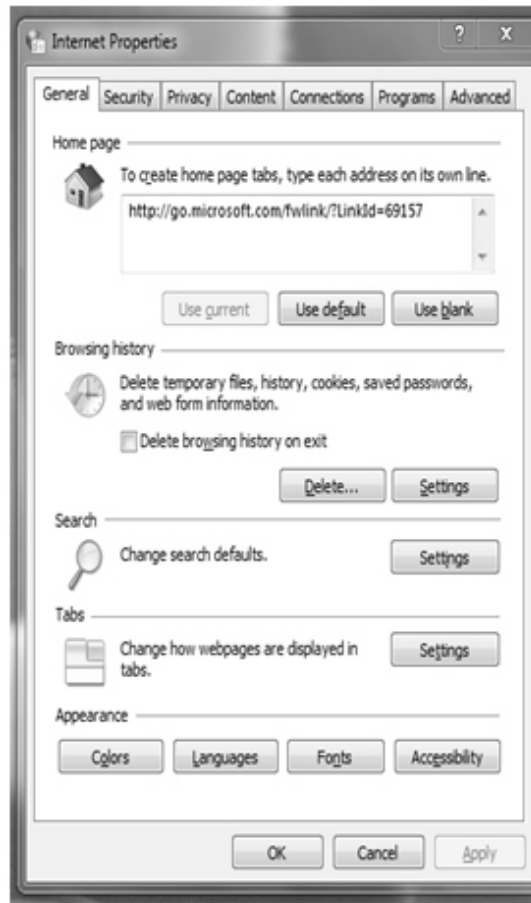 Internet Properties
? X
General Security Privacy Content Connections Programs Advanced
Home page
To create home page tabs, type each address on its own line.
http://go.microsoft.com/fwlink/?LinkId=69157
Use current Use default Use blank
Browsing history
Delete temporary files, history, cookies, saved passwords,
and web form information.
Delete browsing history on exit
Delete... Settings
Search
Change search defaults. Settings
Tabs
Change how webpages are displayed in Settings
tabs.
Appearance
Colors Languages Fonts Accessibility
OK Cancel Apply